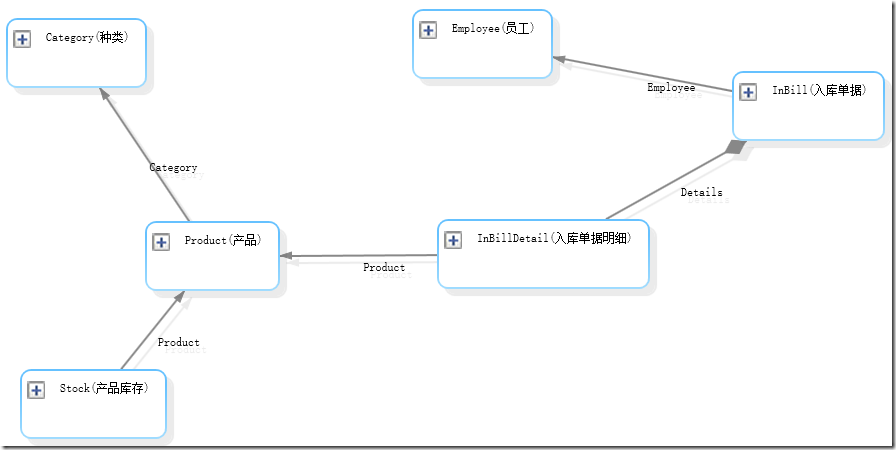 Category(种类)
Employee(员工)
Employee
InBill(入库单据)
Category
Details
Product(产品)
InBillDetail(入库单据明细)
Product
Product
Stock(产品库存)